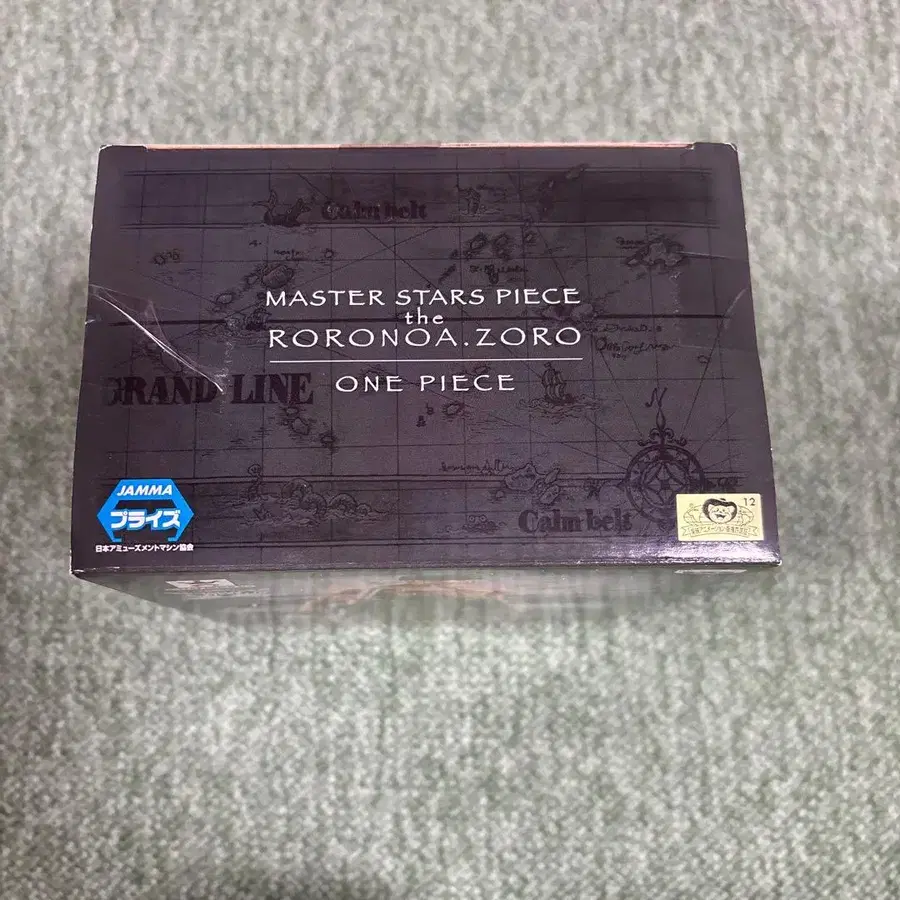 Calm belt
MASTER STARS PIECE
the
RORONOA.ZORO
ONE PIECE
GRAND LINE
N
Calm belt
JAMMA
プライズ
日本アミューズメントマシン協会
12